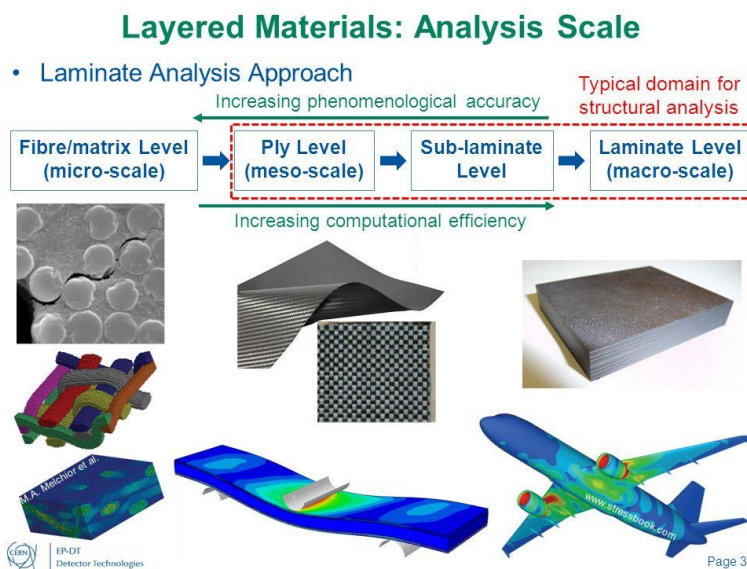 Layered Materials: Analysis Scale
• Laminate Analysis Approach
Typical domain for
structural analysis
Increasing phenomenological accuracy
Fibre/matrix Level
(micro-scale)
Ply Level
(meso-scale)
Sub-laminate
Level
Laminate Level
(macro-scale)
Increasing computational efficiency
M.A. Melchior et al.
www.stressbook.com
CERN
EP-DT
Detector Technologies
Page 3